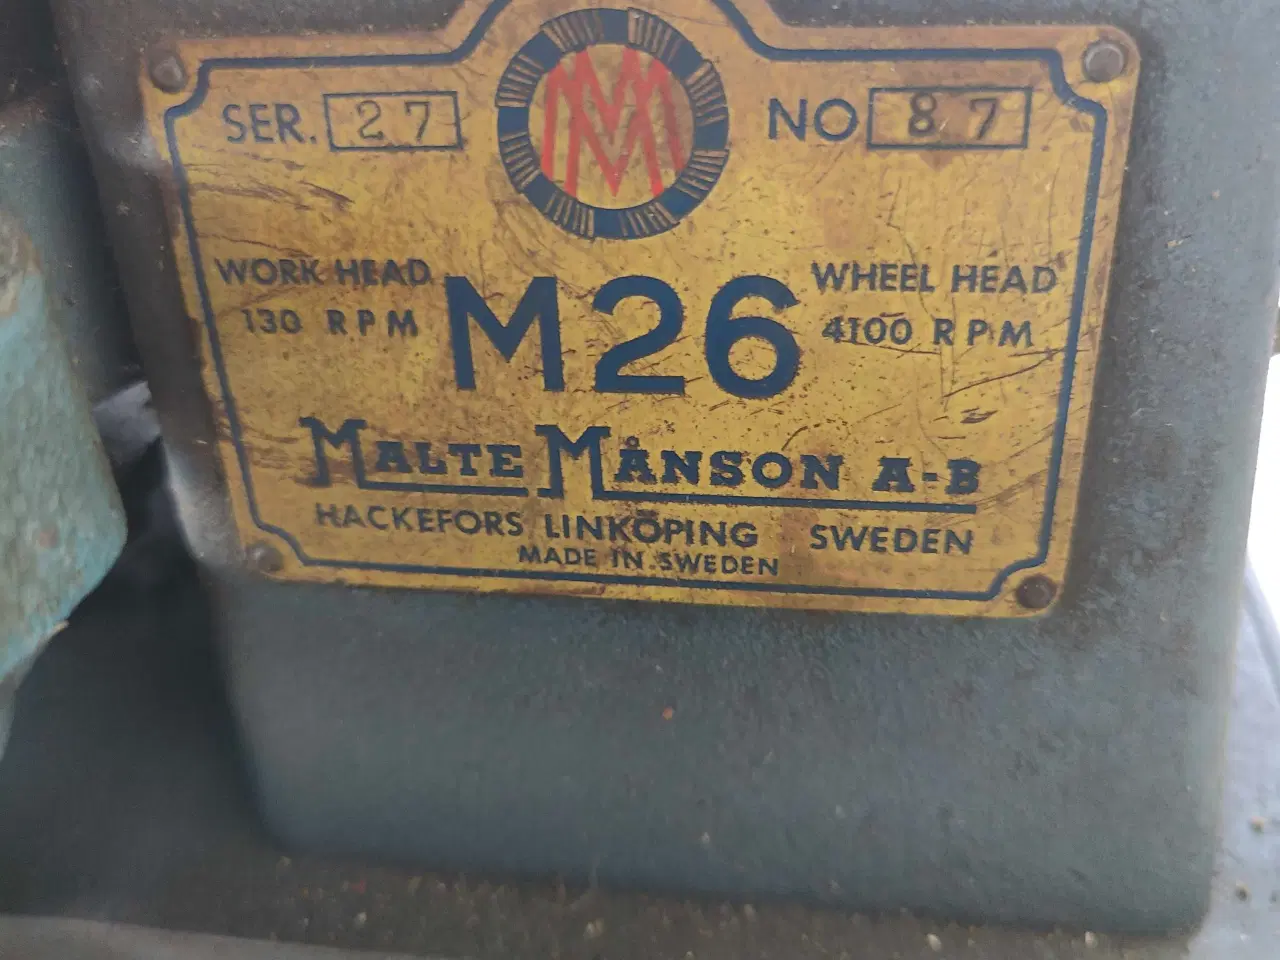 SER. 27 MM NO 87
WORK HEAD M26 WHEEL HEAD
130 RPM 4100 RPM
MALTE MÅNSON A-B
HACKEFORS LINKÖPING SWEDEN
MADE IN SWEDEN